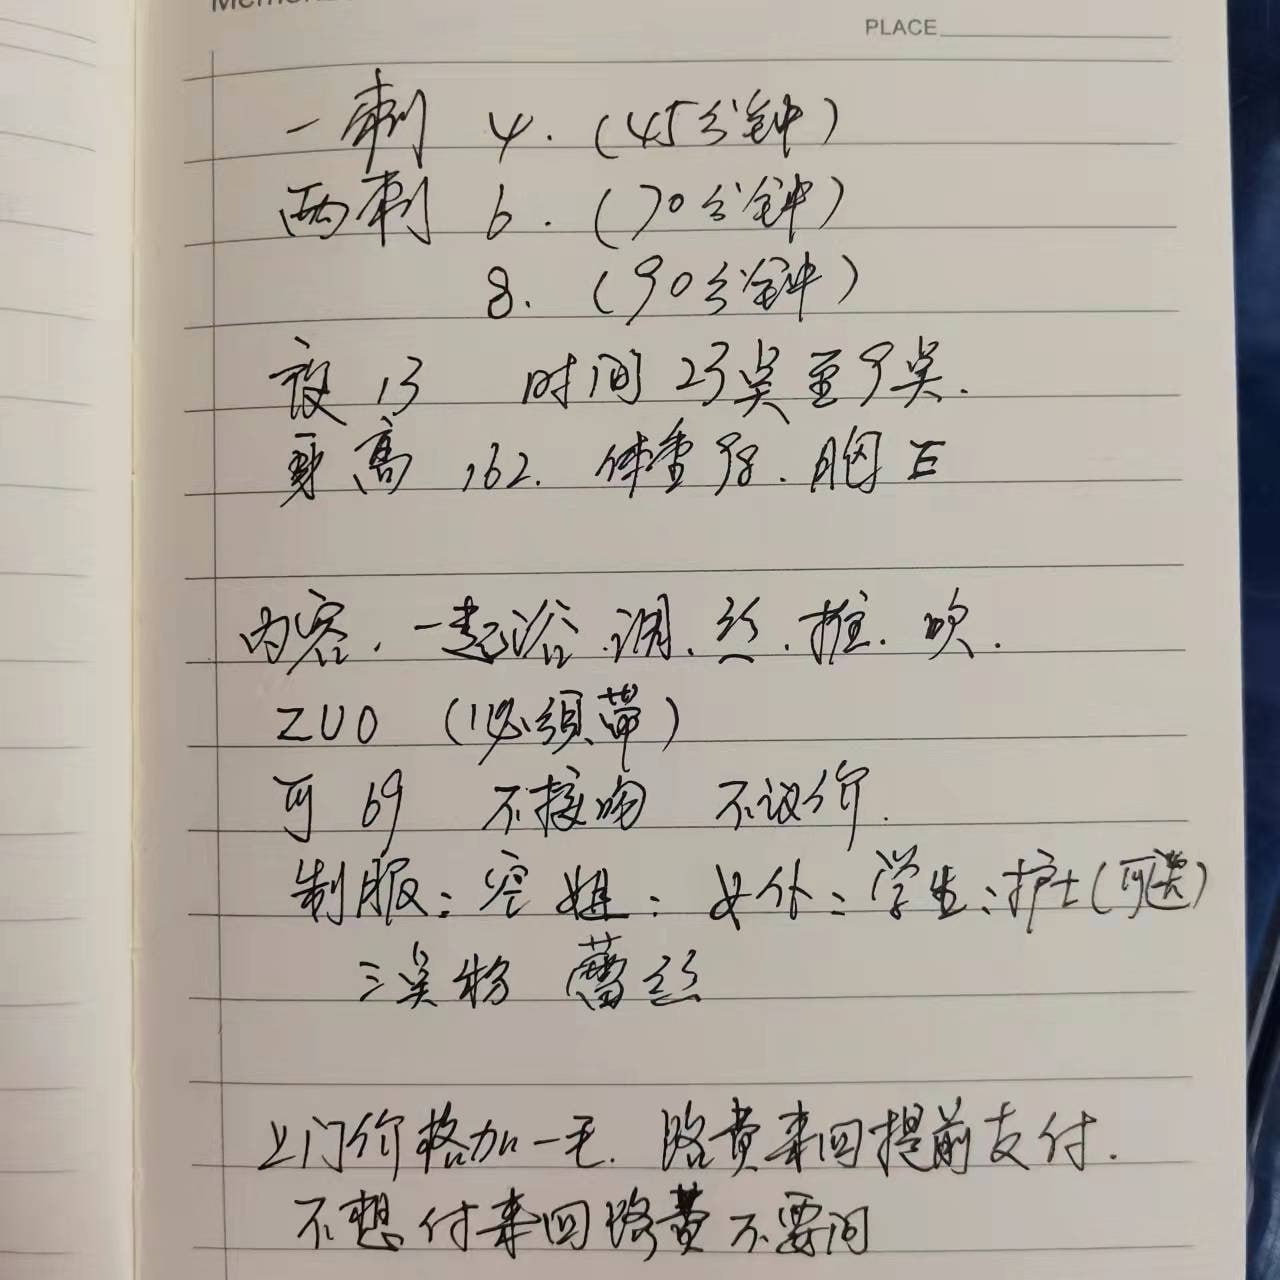 PLACE
一刺 4. (45分钟)
两刺 6. (70分钟)
8. (90分钟)
夜 13 时间 23点至9点.
身高 162. 体重 98. 胸 E
内容. 一起浴. 调. 丝. 推. 吹.
ZUO (必须带)
可 69 不接吻 不议价.
制服: 空姐: 女仆: 学生: 护士(可选)
三点粉 蕾丝
上门价格加一毛. 路费来回提前支付.
不想付来回路费不要问